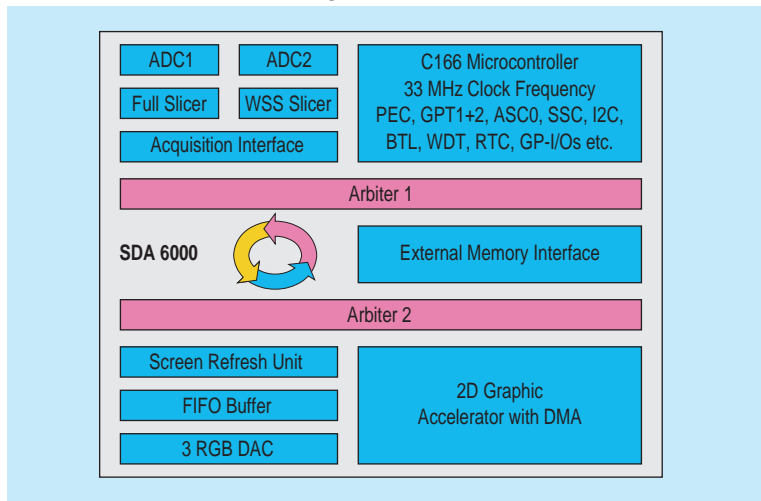 ADC1
ADC2
Full Slicer
WSS Slicer
Acquisition Interface
C166 Microcontroller
33 MHz Clock Frequency
PEC, GPT1+2, ASC0, SSC, I2C,
BTL, WDT, RTC, GP-I/Os etc.
Arbiter 1
SDA 6000
External Memory Interface
Arbiter 2
Screen Refresh Unit
FIFO Buffer
3 RGB DAC
2D Graphic
Accelerator with DMA